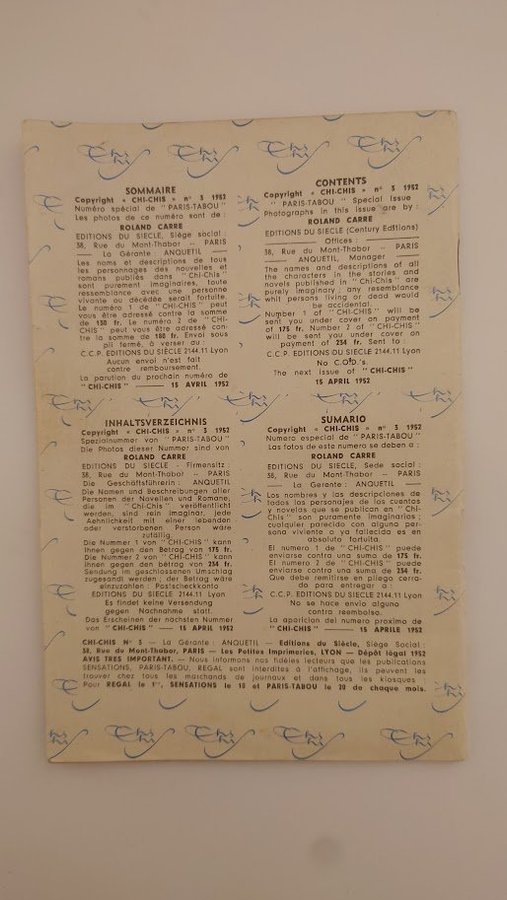 SOMMAIRE
Copyright « CHI-CHIS » n° 3 1952
Numéro spécial de "PARIS-TABOU"
Les photos de ce numéro sont de :
ROLAND CARRE
EDITIONS DU SIECLE, Siège social :
38, Rue du Mont-Thabor -- PARIS
— La Gérante : ANQUETIL —
Les noms et descriptions de tous
les personnages des nouvelles et
romans publiés dans "Chi-Chis"
sont purement imaginaires, toute
ressemblance avec une personne
vivante ou décédée serait fortuite.
Le numéro 1 de "CHI-CHIS" peut
vous être adressé contre la somme
de 130 fr. Le numéro 2 de "CHI-
CHIS" peut vous être adressé con-
tre la somme de 180 fr. Envoi sous
pli fermé, à verser au :
C.C.P. EDITIONS DU SIÈCLE 2144.11 Lyon
Aucun envoi n'est fait
contre remboursement.
La parution du prochain numéro de
"CHI-CHIS" ——— 15 AVRIL 1952
CONTENTS
Copyright « CHI-CHIS » n° 3 1952
"PARIS-TABOU" Special Issue
Photographs in this issue are by :
ROLAND CARRE
EDITIONS DU SIECLE (Century Editions)
——— Offices : ———
38, Rue du Mont-Thabor -- PARIS
—— ANQUETIL, Manager ——
The names and descriptions of all
the characters in the stories and
novels published in "Chi-Chis" are
purely imaginary ; any resemblance
whit persons living or dead would
be accidental.
Number 1 of "CHI-CHIS" will be
sent you under cover on payment
of 175 fr. Number 2 of "CHI-CHIS"
will be sent you under cover on
payement of 234 fr. Sent to :
C.C.P. EDITIONS DU SIÈCLE 2144.11 Lyon
No C.O.D.'s.
The next issue of "CHI-CHIS"
15 APRIL 1952
INHALTSVERZEICHNIS
Copyright « CHI-CHIS » n° 3 1952
Spezialnummer von "PARIS-TABOU"
Die Photos dieser Nummer sind von
ROLAND CARRE
EDITIONS DU SIECLE - Firmensitz :
38, Rue du Mont-Thabor -- PARIS
Die Geschäftsführerin : ANQUETIL
Die Namen und Beschreibungen aller
Personen der Novellen und Romane,
die im "Chi-Chis" veröffentlicht
werden, sind rein imaginar, jede
Aehnlichkeit mit einer lebenden
oder verstorbenen Person wäre
zufällig.
Die Nummer 1 von "CHI-CHIS" kann
Ihnen gegen den Betrag von 175 fr.
Die Nummer 2 von "CHI-CHIS" kann
Ihnen gegen den bétrag von 234 fr.
Sendung im geschlossenen Umschlag
zugesandt werden ; der Betrag wäre
einzuzahlen : Postscheckkonto
EDITIONS DU SIÈCLE 2144.11 Lyon
Es findet keine Versendung
gegen Nachnahme statt.
Das Erscheinen der nächsten Nummer
von "CHI-CHIS" — 15 APRIL 1952
SUMARIO
Copyright « CHI-CHIS » n° 3 1952
Numero especial de "PARIS-TABOU"
Las fotos de este numero se deben a :
ROLAND CARRE
EDITIONS DU SIECLE, Sede social :
38, Rue du Mont-Thabor -- PARIS
—— La Gerente : ANQUETIL ——
Los nombres y las descripciones de
todos los personajes de los cuentos
y novelas que se publican en "Chi-
Chis" son puramente imaginarios ;
cualquier parecido con alguna per-
sona viviente o ya fallecida es en
absoluto fortuita.
El numero 1 de "CHI-CHIS" puede
enviarse contra una suma de 175 fr.
El numero 2 de "CHI-CHIS" puede
enviarse contra una suma de 234 fr.
Que debe remitirse en pliego cerra-
do para entregar a :
C.C.P. EDITIONS DU SIÈCLE 2144.11 Lyon
No se hace envio alguno
contra reembolso.
La aparicion del numero proximo de
"CHI-CHIS" ——— 15 APRILE 1952
CHI-CHIS N° 3 — La Gérante : ANQUETIL — Editions du Siècle, Siège Social :
38, Rue du Mont-Thabor, PARIS — Les Petites Imprimeries, LYON — Dépôt légal 1952
AVIS TRES IMPORTANT. — Nous informons nos fidèles lecteurs que les publications
SENSATIONS, PARIS-TABOU, REGAL sont interdites à l'affichage, ils peuvent les
trouver chez tous les marchands de journaux et dans tous les kiosques
Pour REGAL le 1er, SENSATIONS le 10 et PARIS-TABOU le 20 de chaque mois.